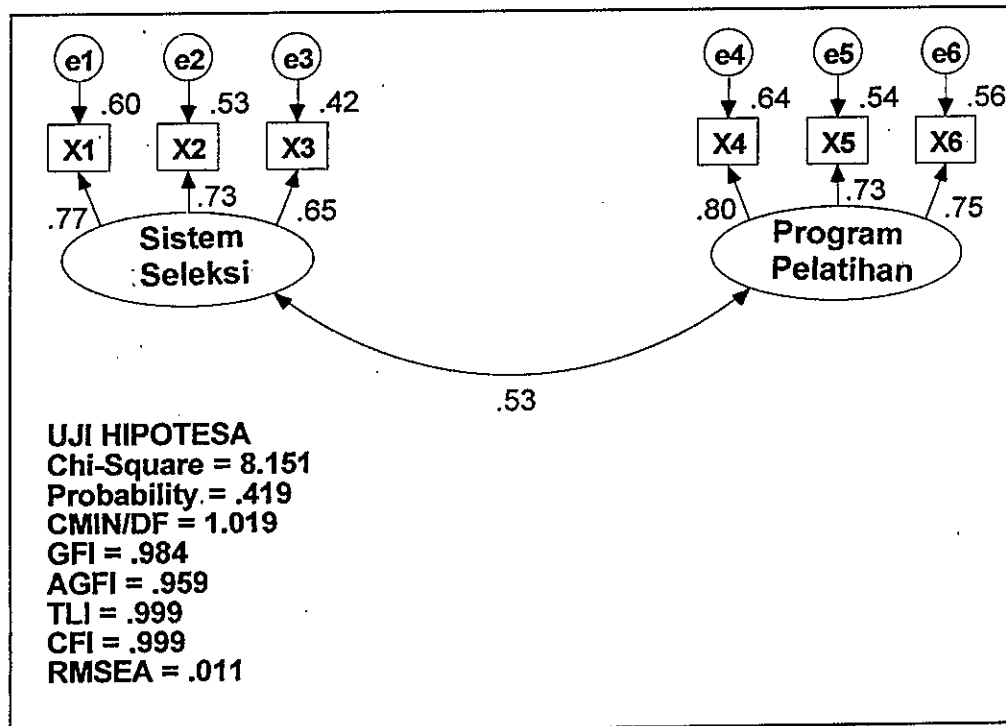 e1 e2 e3 e4 e5 e6
.60 .53 .42 .64 .54 .56
X1 X2 X3 X4 X5 X6
.77 .73 .65 .80 .73 .75
Sistem
Seleksi
Program
Pelatihan
.53
UJI HIPOTESA
Chi-Square = 8.151
Probability = .419
CMIN/DF = 1.019
GFI = .984
AGFI = .959
TLI = .999
CFI = .999
RMSEA = .011